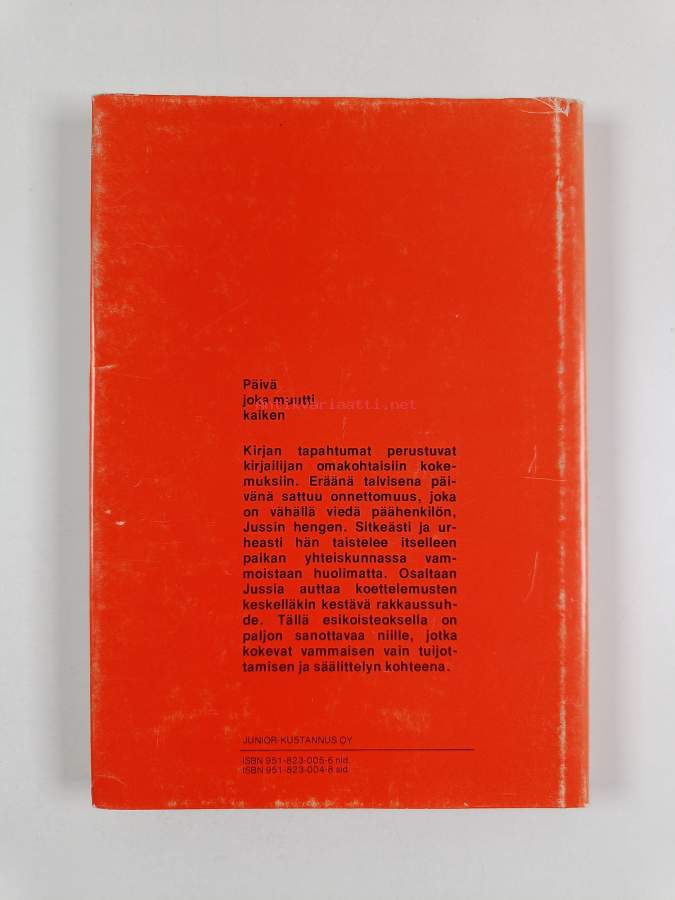 Päivä
joka muutti
kaiken
antikvariaatti.net
Kirjan tapahtumat perustuvat
kirjailijan omakohtaisiin koke-
muksiin. Eräänä talvisena päi-
vänä sattuu onnettomuus, joka
on vähällä viedä päähenkilön,
Jussin hengen. Sitkeästi ja ur-
heasti hän taistelee itselleen
paikan yhteiskunnassa vam-
moistaan huolimatta. Osaltaan
Jussia auttaa koettelemusten
keskelläkin kestävä rakkaussuh-
de. Tällä esikoisteoksella on
paljon sanottavaa niille, jotka
kokevat vammaisen vain tuijot-
tamisen ja säälittelyn kohteena.
JUNIOR-KUSTANNUS OY
ISBN 951-823-005-6 nid.
ISBN 951-823-004-8 sid.